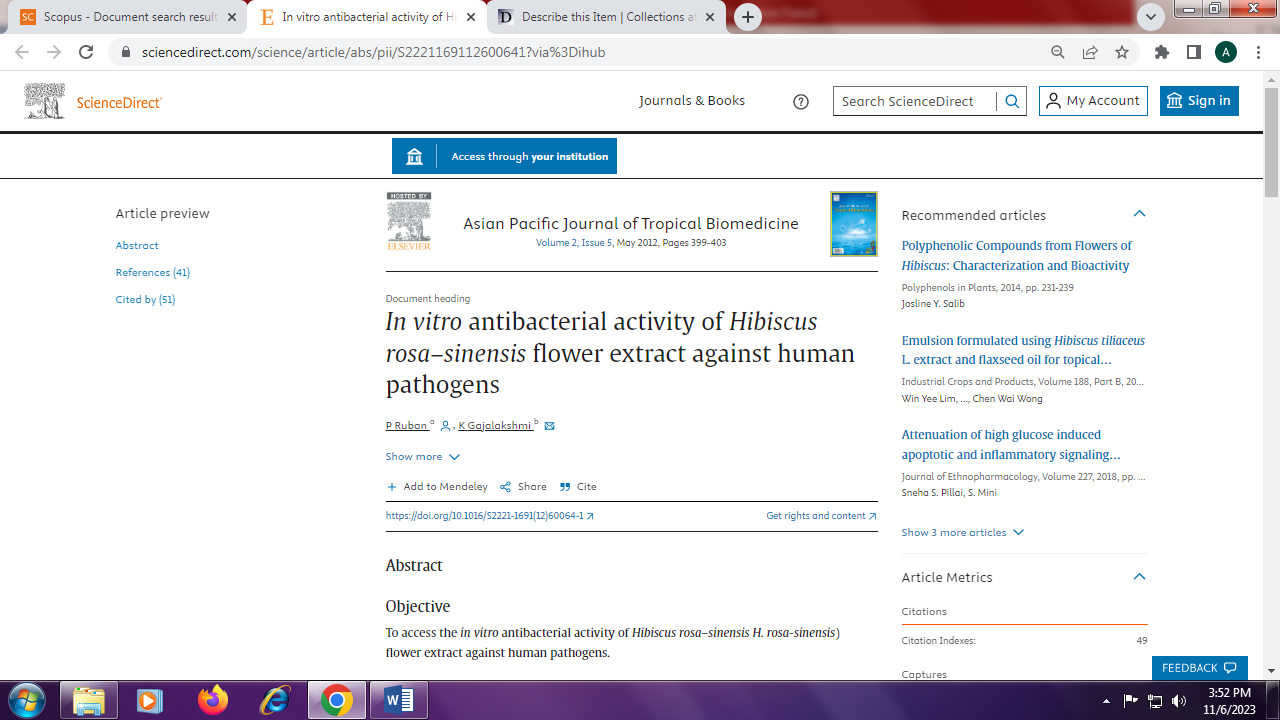 Scopus - Document search result
In vitro antibacterial activity of Hi
Describe this Item | Collections at
sciencedirect.com/science/article/abs/pii/S2221169112600641?via%3Dihub
A
ScienceDirect
Journals & Books
Search ScienceDirect
My Account
Sign in
Access through your institution
Article preview
Abstract
References (41)
Cited by (51)
HOSTED BY
ELSEVIER
Asian Pacific Journal of Tropical Biomedicine
Volume 2, Issue 5, May 2012, Pages 399-403
Document heading
In vitro antibacterial activity of Hibiscus
rosa–sinensis flower extract against human
pathogens
P Ruban a , K Gajalakshmi b
Show more
Add to Mendeley Share Cite
https://doi.org/10.1016/S2221-1691(12)60064-1
Get rights and content
Abstract
Objective
To access the in vitro antibacterial activity of Hibiscus rosa–sinensis H. rosa-sinensis)
flower extract against human pathogens.
Recommended articles
Polyphenolic Compounds from Flowers of
Hibiscus: Characterization and Bioactivity
Polyphenols in Plants, 2014, pp. 231-239
Josline Y. Salib
Emulsion formulated using Hibiscus tiliaceus
L. extract and flaxseed oil for topical…
Industrial Crops and Products, Volume 188, Part B, 20...
Win Yee Lim, ..., Chen Wai Wong
Attenuation of high glucose induced
apoptotic and inflammatory signaling…
Journal of Ethnopharmacology, Volume 227, 2018, pp. ...
Sneha S. Pillai, S. Mini
Show 3 more articles
Article Metrics
Citations
Citation Indexes: 49
Captures
FEEDBACK
3:52 PM
11/6/2023